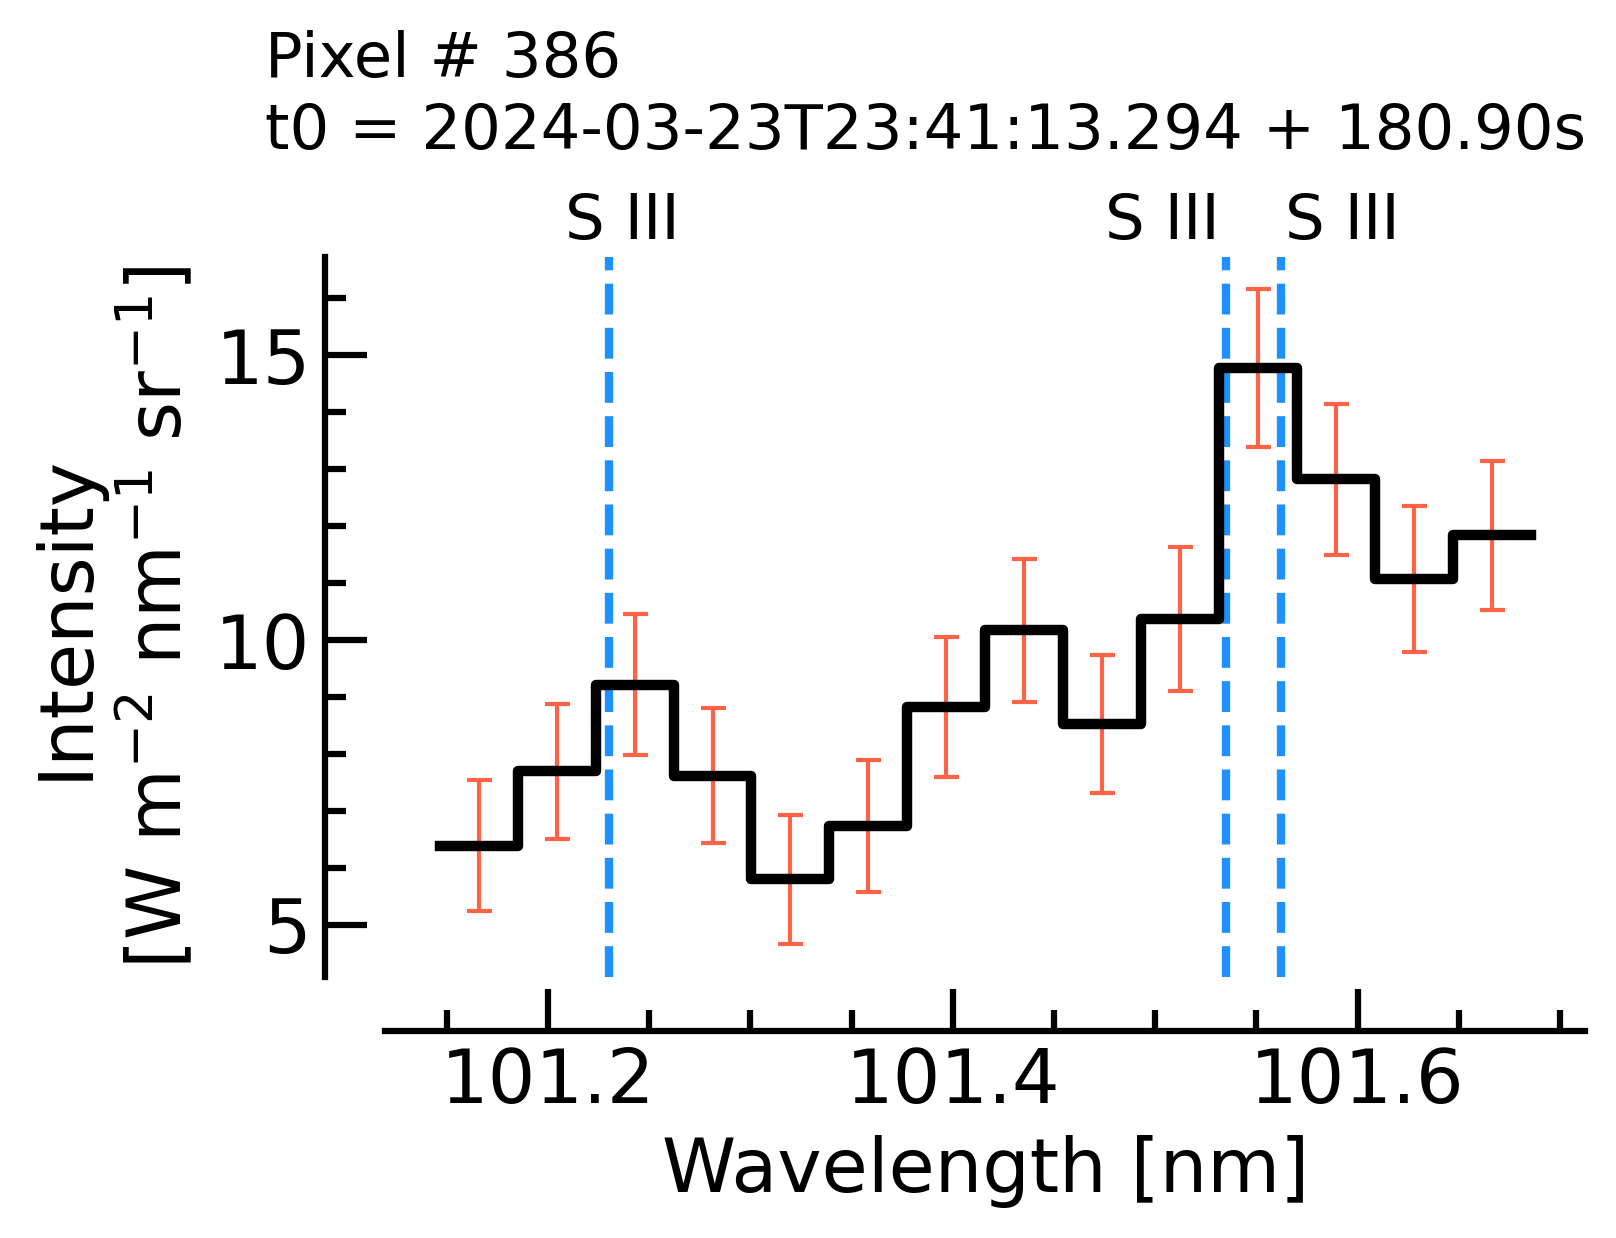 Pixel # 386
t0 = 2024-03-23T23:41:13.294 + 180.90s
S III S III S III
Intensity
[W m⁻² nm⁻¹ sr⁻¹]
15
10
5
101.2 101.4 101.6
Wavelength [nm]